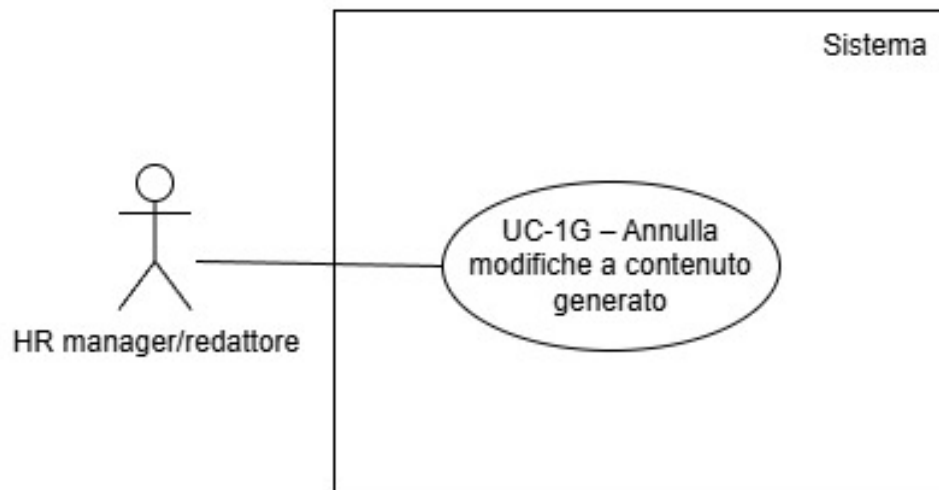 Sistema
UC-1G – Annulla
modifiche a contenuto
generato
HR manager/redattore